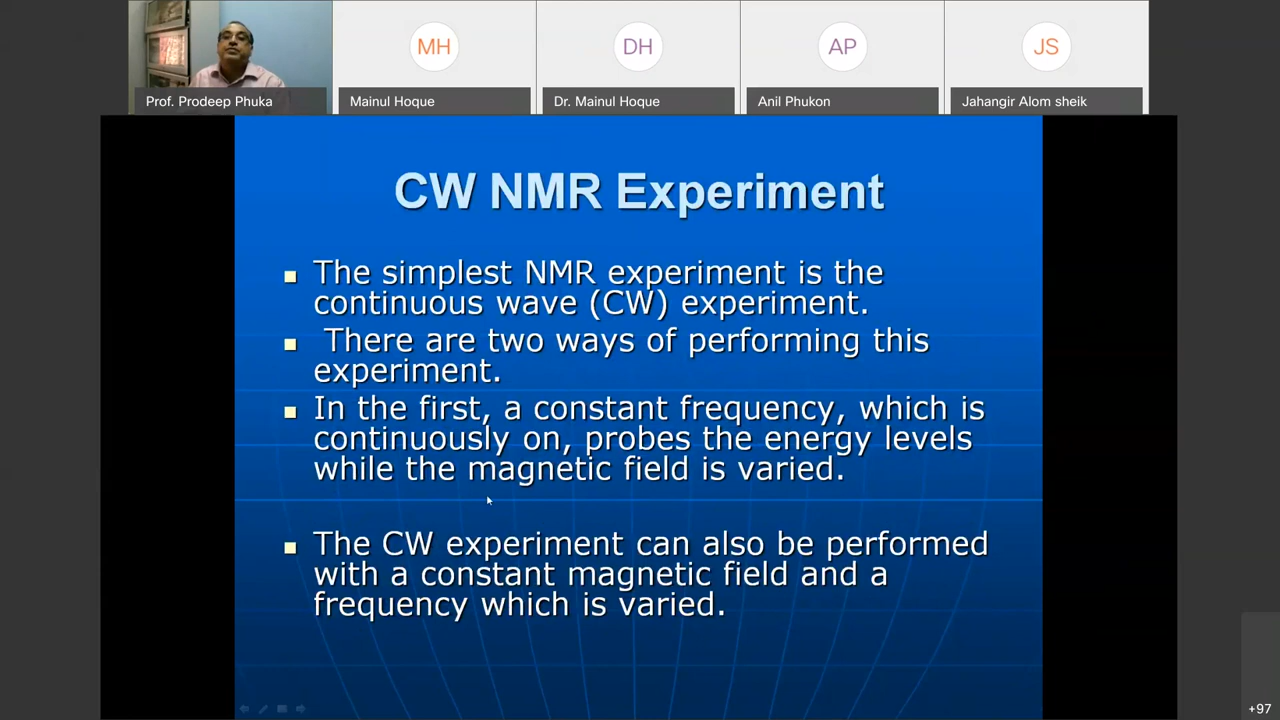 MH
DH
AP
JS
Prof. Prodeep Phuka
Mainul Hoque
Dr. Mainul Hoque
Anil Phukon
Jahangir Alom sheik
CW NMR Experiment
The simplest NMR experiment is the
continuous wave (CW) experiment.
There are two ways of performing this
experiment.
In the first, a constant frequency, which is
continuously on, probes the energy levels
while the magnetic field is varied.
The CW experiment can also be performed
with a constant magnetic field and a
frequency which is varied.
+97